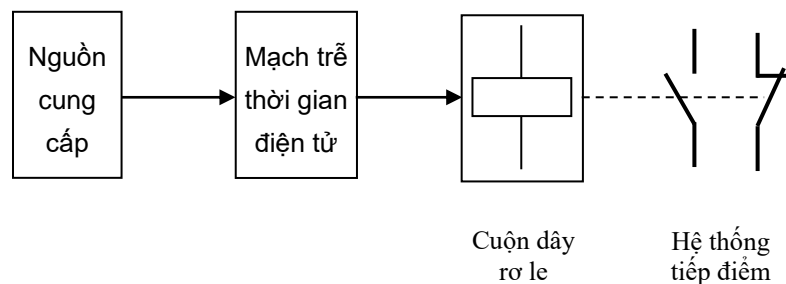 Nguồn
cung
cấp
Mạch trễ
thời gian
điện tử
Cuộn dây
rơ le
Hệ thống
tiếp điểm